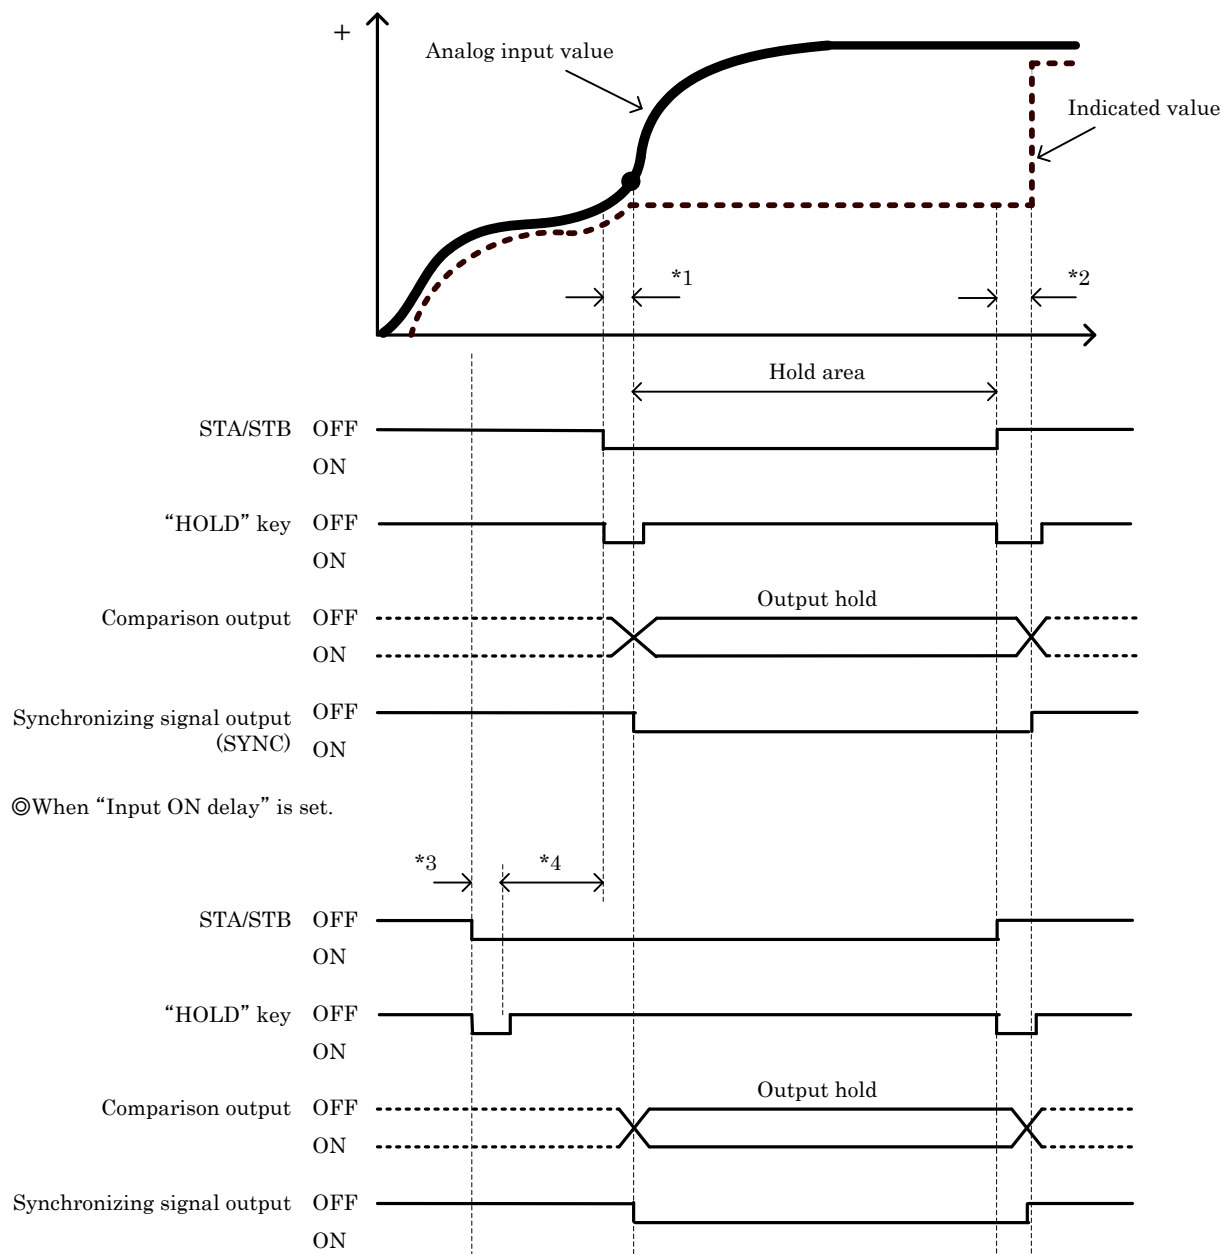 +
Analog input value
Indicated value
*1
*2
Hold area
STA/STB OFF
ON
“HOLD” key OFF
ON
Output hold
Comparison output OFF
ON
Synchronizing signal output OFF
(SYNC) ON
◎When “Input ON delay” is set.
*3
*4
STA/STB OFF
ON
“HOLD” key OFF
ON
Output hold
Comparison output OFF
ON
Synchronizing signal output OFF
ON